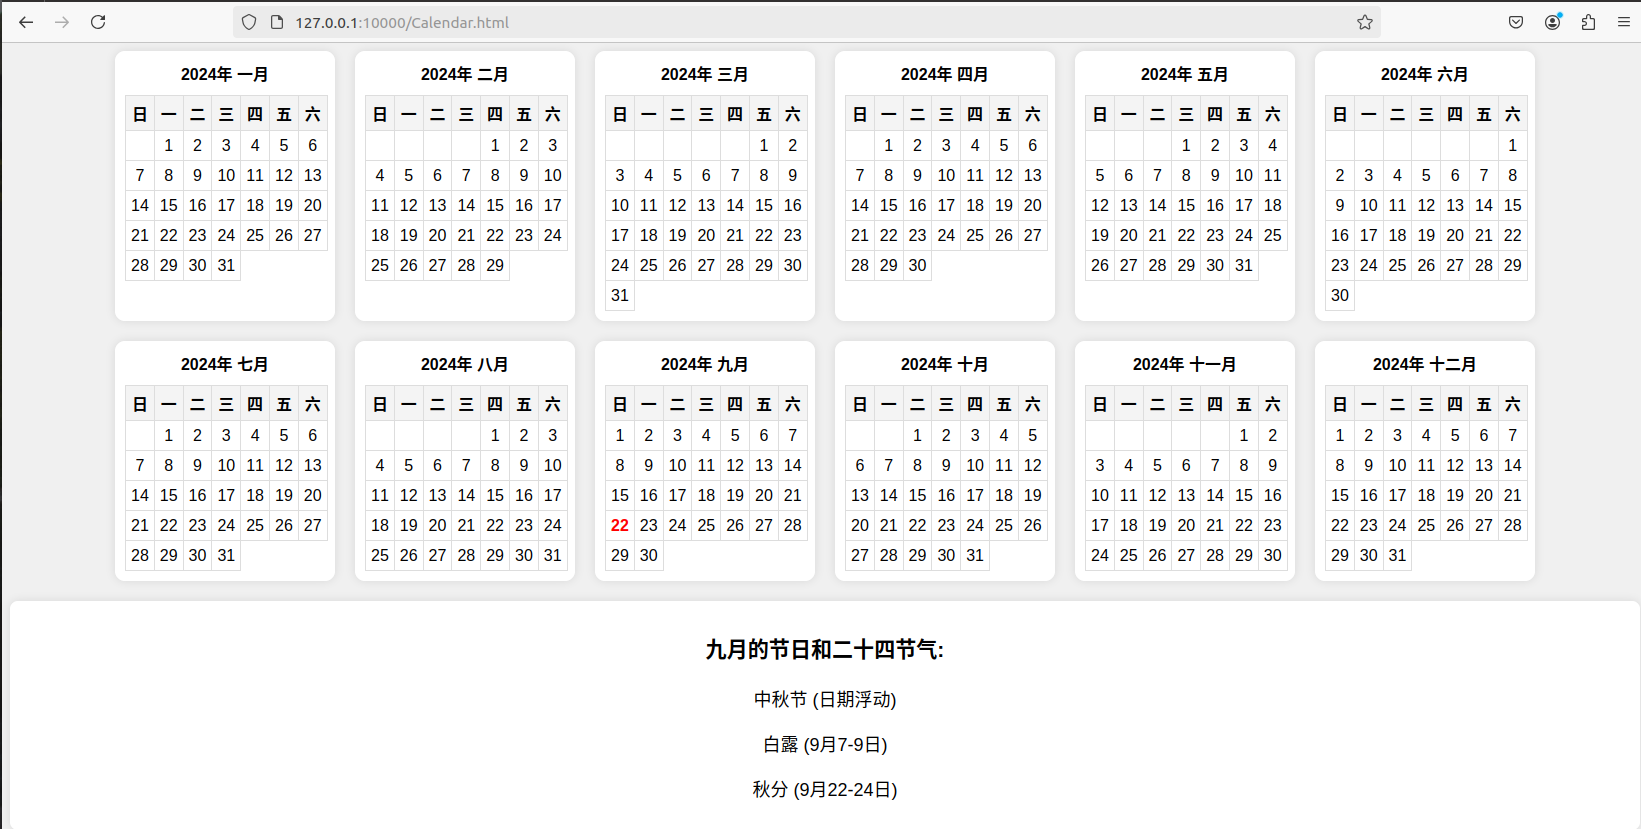 127.0.0.1:10000/Calendar.html
2024年 一月
日 一 二 三 四 五 六
1 2 3 4 5 6
7 8 9 10 11 12 13
14 15 16 17 18 19 20
21 22 23 24 25 26 27
28 29 30 31
2024年 二月
日 一 二 三 四 五 六
1 2 3
4 5 6 7 8 9 10
11 12 13 14 15 16 17
18 19 20 21 22 23 24
25 26 27 28 29
2024年 三月
日 一 二 三 四 五 六
1 2
3 4 5 6 7 8 9
10 11 12 13 14 15 16
17 18 19 20 21 22 23
24 25 26 27 28 29 30
31
2024年 四月
日 一 二 三 四 五 六
1 2 3 4 5 6
7 8 9 10 11 12 13
14 15 16 17 18 19 20
21 22 23 24 25 26 27
28 29 30
2024年 五月
日 一 二 三 四 五 六
1 2 3 4
5 6 7 8 9 10 11
12 13 14 15 16 17 18
19 20 21 22 23 24 25
26 27 28 29 30 31
2024年 六月
日 一 二 三 四 五 六
1
2 3 4 5 6 7 8
9 10 11 12 13 14 15
16 17 18 19 20 21 22
23 24 25 26 27 28 29
30
2024年 七月
日 一 二 三 四 五 六
1 2 3 4 5 6
7 8 9 10 11 12 13
14 15 16 17 18 19 20
21 22 23 24 25 26 27
28 29 30 31
2024年 八月
日 一 二 三 四 五 六
1 2 3
4 5 6 7 8 9 10
11 12 13 14 15 16 17
18 19 20 21 22 23 24
25 26 27 28 29 30 31
2024年 九月
日 一 二 三 四 五 六
1 2 3 4 5 6 7
8 9 10 11 12 13 14
15 16 17 18 19 20 21
22 23 24 25 26 27 28
29 30
2024年 十月
日 一 二 三 四 五 六
1 2 3 4 5
6 7 8 9 10 11 12
13 14 15 16 17 18 19
20 21 22 23 24 25 26
27 28 29 30 31
2024年 十一月
日 一 二 三 四 五 六
1 2
3 4 5 6 7 8 9
10 11 12 13 14 15 16
17 18 19 20 21 22 23
24 25 26 27 28 29 30
2024年 十二月
日 一 二 三 四 五 六
1 2 3 4 5 6 7
8 9 10 11 12 13 14
15 16 17 18 19 20 21
22 23 24 25 26 27 28
29 30 31
九月的节日和二十四节气:
中秋节 (日期浮动)
白露 (9月7-9日)
秋分 (9月22-24日)